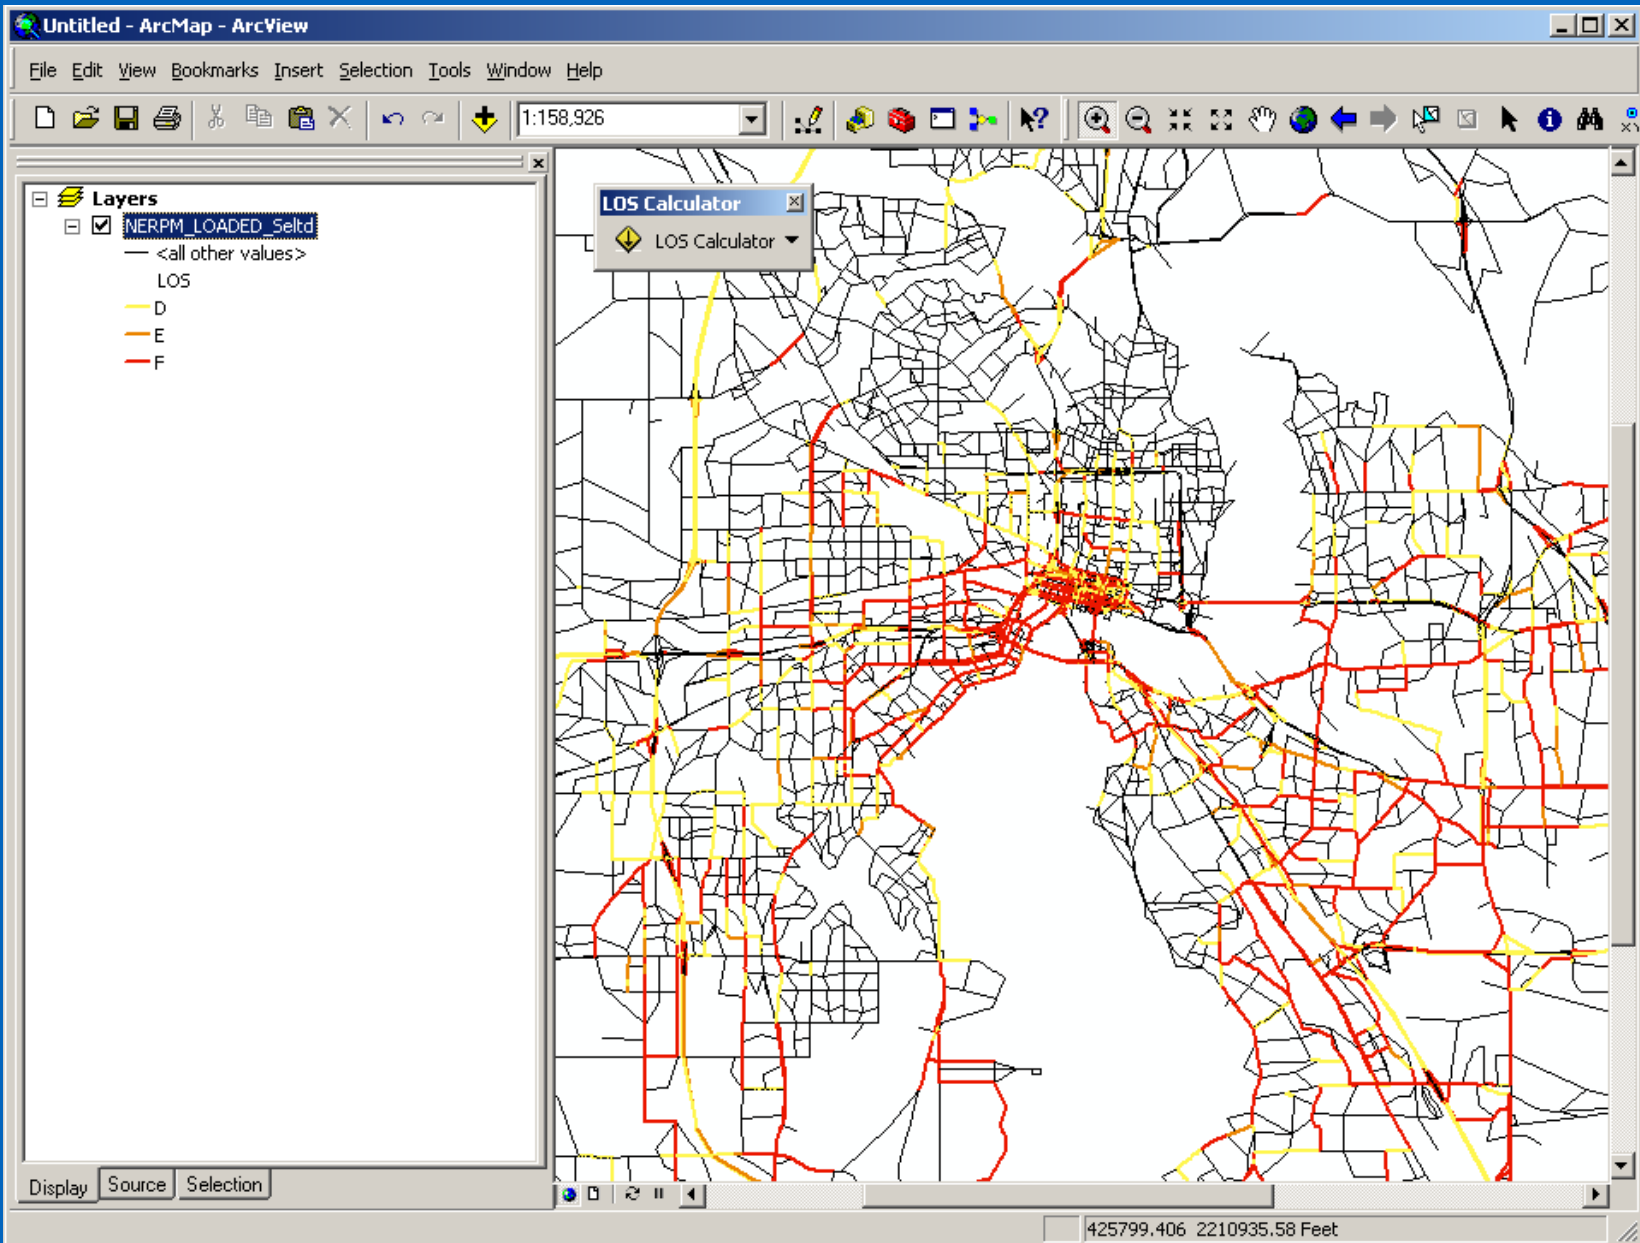 Untitled - ArcMap - ArcView
File Edit View Bookmarks Insert Selection Tools Window Help
1:158,926
Layers
NERPM_LOADED_Seltd
<all other values>
LOS
D
E
F
LOS Calculator
LOS Calculator
Display Source Selection
425799.406 2210935.58 Feet